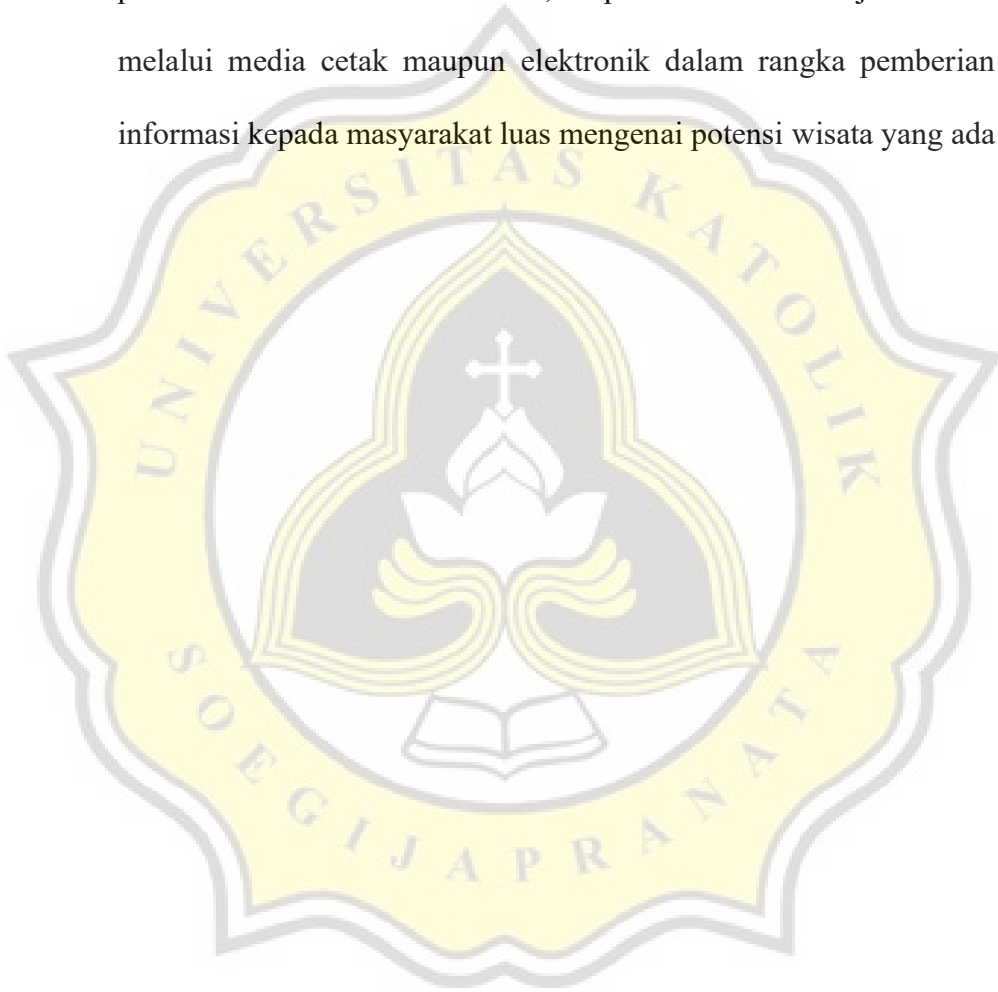 melalui media cetak maupun elektronik dalam rangka pemberian
informasi kepada masyarakat luas mengenai potensi wisata yang ada
UNIVERSITAS KATOLIK
SOEGIJAPRANATA